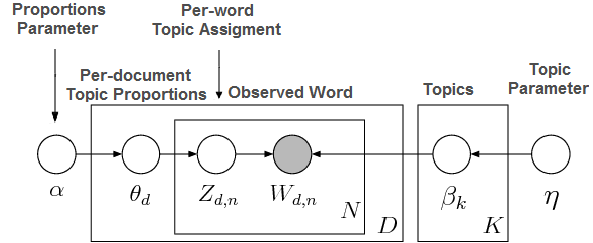 Proportions
Parameter
Per-word
Topic Assigment
Per-document
Topic Proportions
Observed Word
Topics
Topic
Parameter
α
θd
Zd,n
Wd,n
N
D
βk
K
η